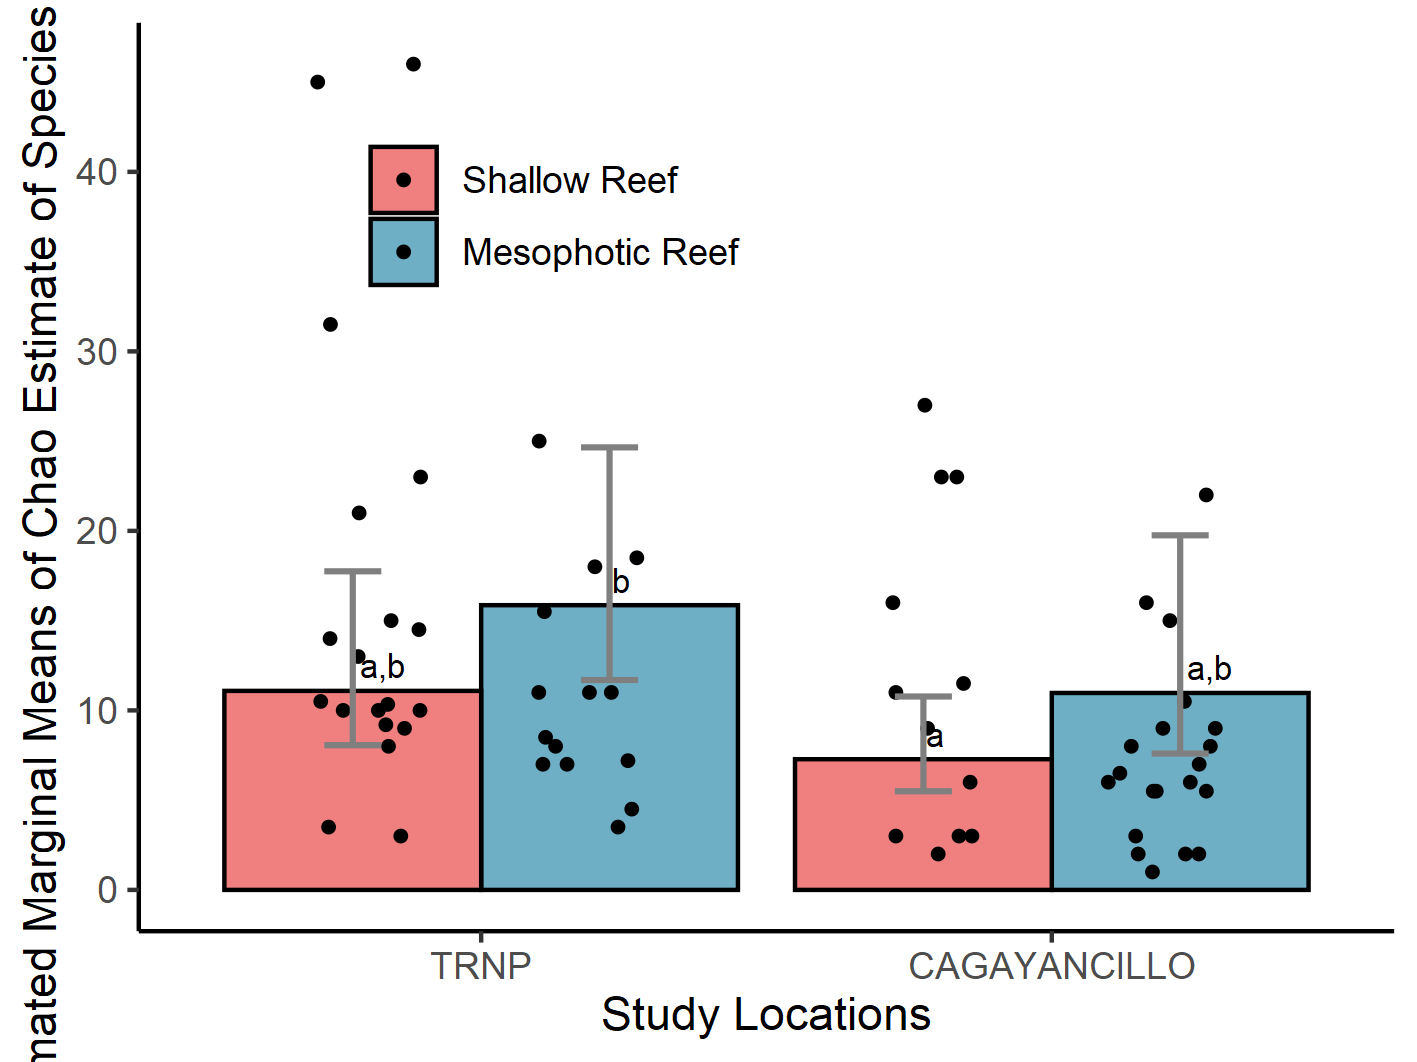 mated Marginal Means of Chao Estimate of Species
40
30
20
10
0
Shallow Reef
Mesophotic Reef
a,b
b
a
a,b
TRNP
CAGAYANCILLO
Study Locations